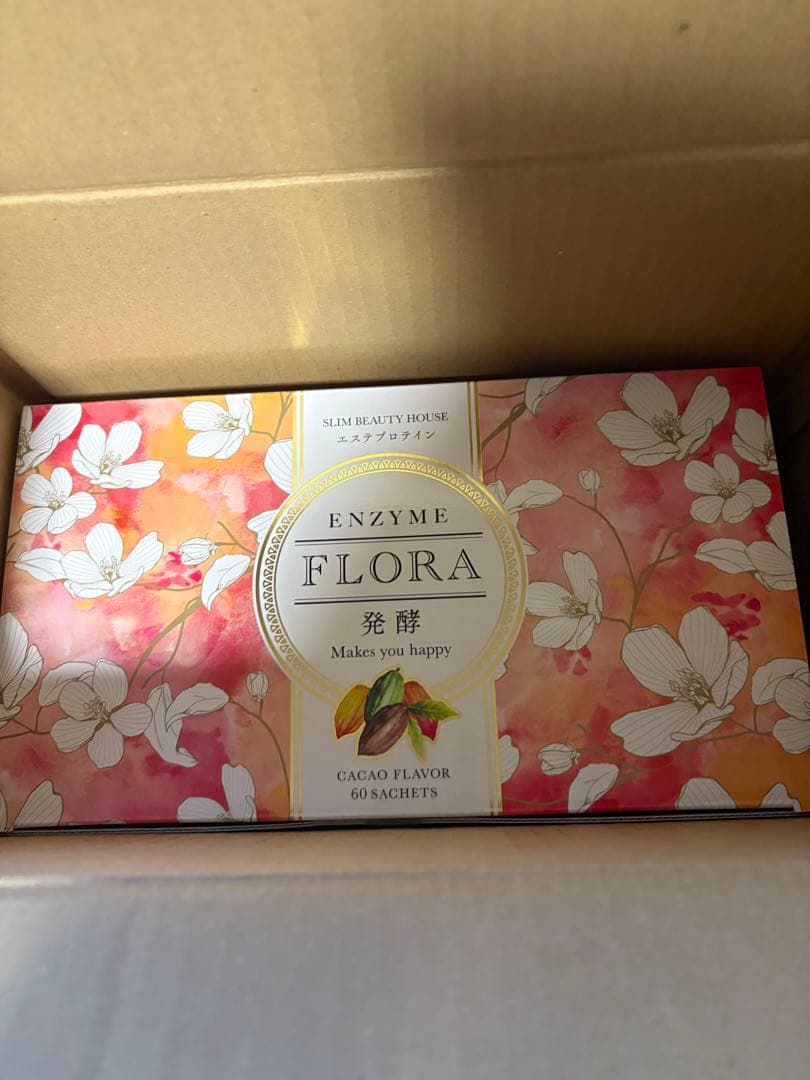 SLIM BEAUTY HOUSE
エステプロテイン
ENZYME
FLORA
発酵
Makes you happy
CACAO FLAVOR
60 SACHETS